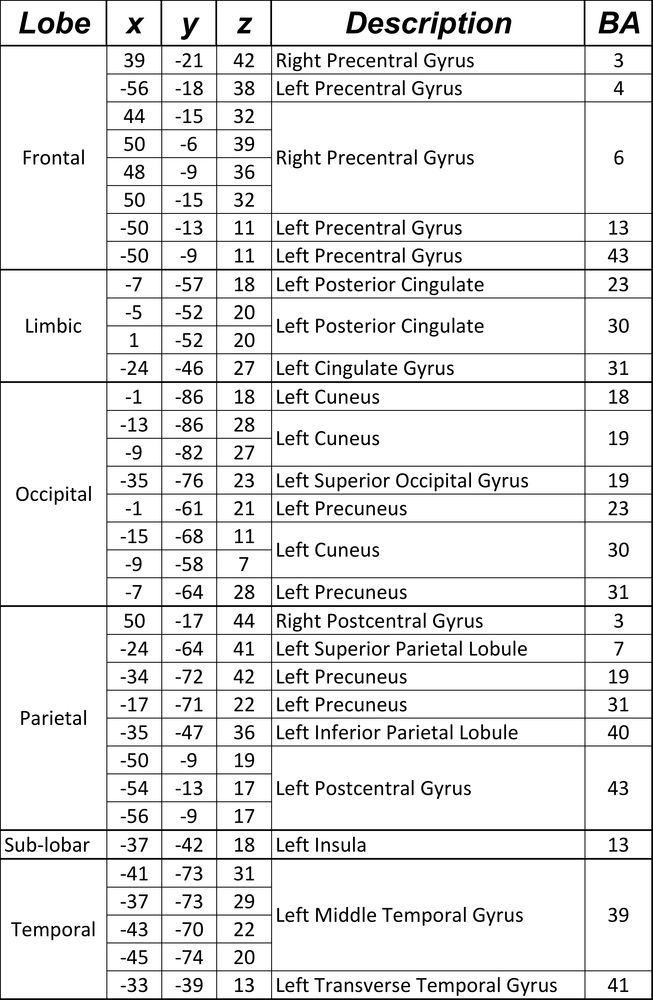 Lobe x y z Description BA
39 -21 42 Right Precentral Gyrus 3
-56 -18 38 Left Precentral Gyrus 4
44 -15 32
50 -6 39
Frontal Right Precentral Gyrus 6
48 -9 36
50 -15 32
-50 -13 11 Left Precentral Gyrus 13
-50 -9 11 Left Precentral Gyrus 43
-7 -57 18 Left Posterior Cingulate 23
-5 -52 20
Limbic Left Posterior Cingulate 30
1 -52 20
-24 -46 27 Left Cingulate Gyrus 31
-1 -86 18 Left Cuneus 18
-13 -86 28
Left Cuneus 19
-9 -82 27
-35 -76 23 Left Superior Occipital Gyrus 19
Occipital
-1 -61 21 Left Precuneus 23
-15 -68 11
Left Cuneus 30
-9 -58 7
-7 -64 28 Left Precuneus 31
50 -17 44 Right Postcentral Gyrus 3
-24 -64 41 Left Superior Parietal Lobule 7
-34 -72 42 Left Precuneus 19
-17 -71 22 Left Precuneus 31
Parietal
-35 -47 36 Left Inferior Parietal Lobule 40
-50 -9 19
-54 -13 17 Left Postcentral Gyrus 43
-56 -9 17
Sub-lobar -37 -42 18 Left Insula 13
-41 -73 31
-37 -73 29
Left Middle Temporal Gyrus 39
Temporal -43 -70 22
-45 -74 20
-33 -39 13 Left Transverse Temporal Gyrus 41